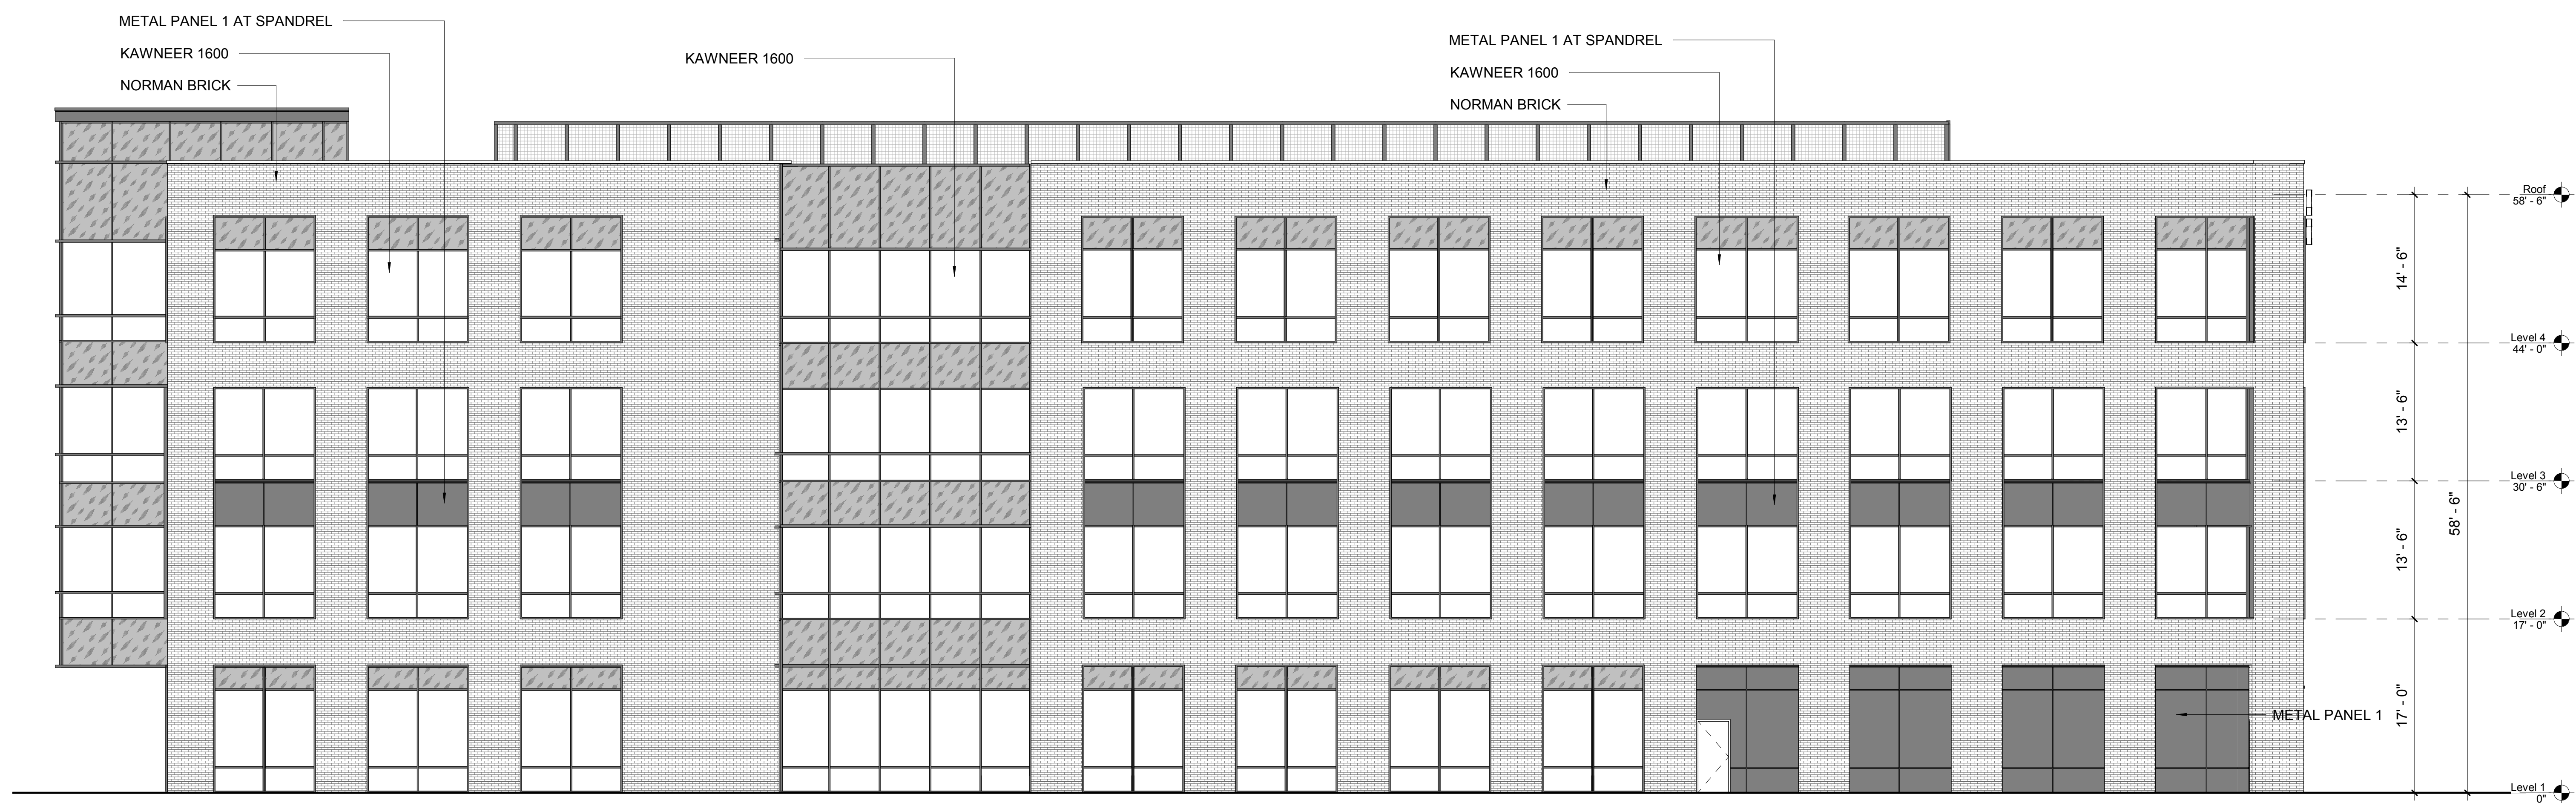 METAL PANEL 1 AT SPANDREL
KAWNEER 1600
NORMAN BRICK
KAWNEER 1600
METAL PANEL 1 AT SPANDREL
KAWNEER 1600
NORMAN BRICK
Roof
58' - 6"
14' - 6"
Level 4
44' - 0"
13' - 6"
Level 3
30' - 6"
58' - 6"
13' - 6"
Level 2
17' - 0"
17' - 0"
METAL PANEL 1
Level 1
0"